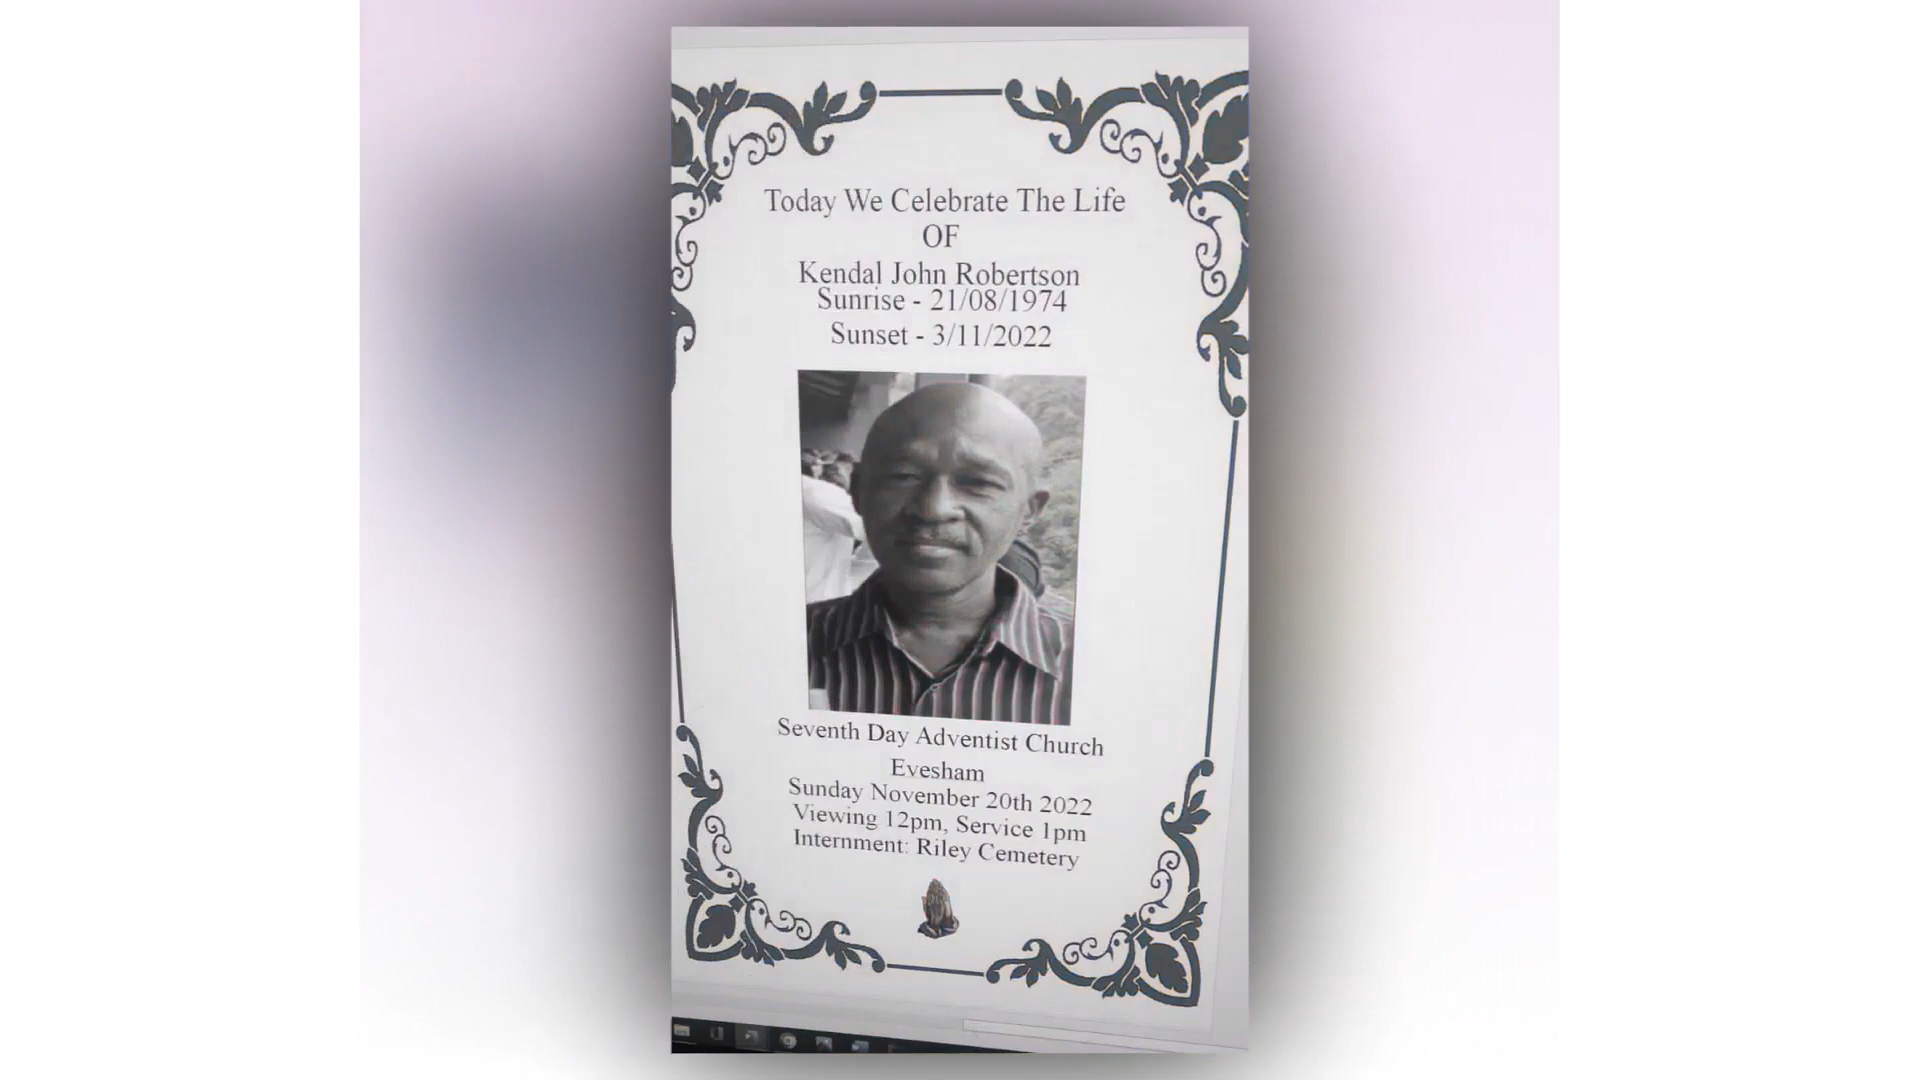 Today We Celebrate The Life
OF
Kendal John Robertson
Sunrise - 21/08/1974
Sunset - 3/11/2022
Seventh Day Adventist Church
Evesham
Sunday November 20th 2022
Viewing 12pm, Service 1pm
Internment: Riley Cemetery